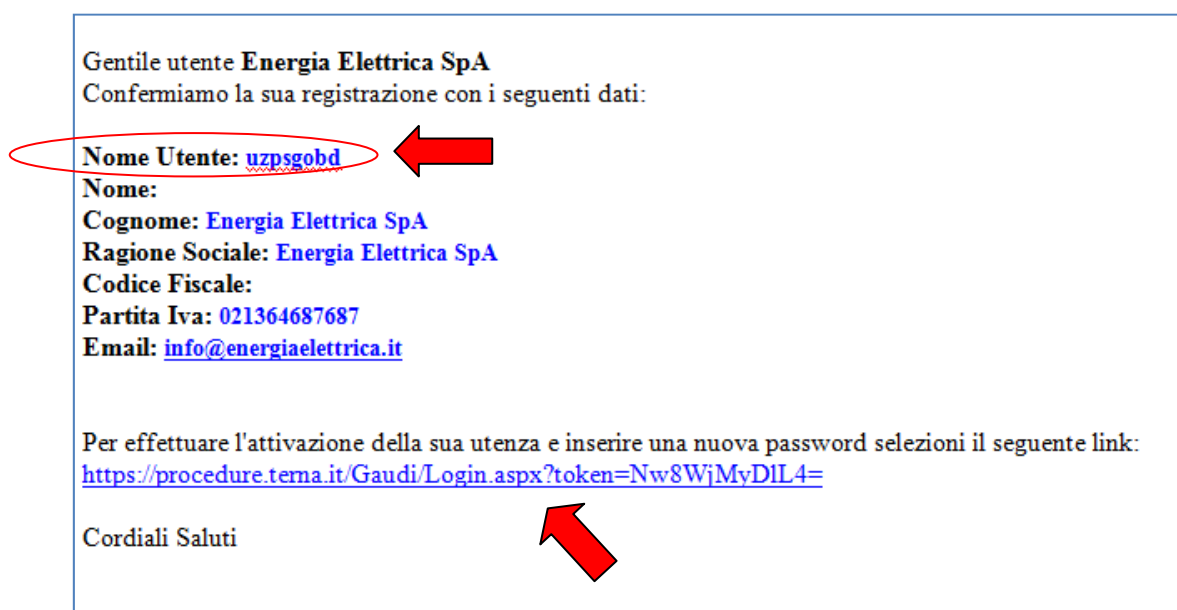 Gentile utente Energia Elettrica SpA
Confermiamo la sua registrazione con i seguenti dati:
Nome Utente: uzpsgobd
Nome:
Cognome: Energia Elettrica SpA
Ragione Sociale: Energia Elettrica SpA
Codice Fiscale:
Partita Iva: 021364687687
Email: info@energiaelettrica.it
Per effettuare l'attivazione della sua utenza e inserire una nuova password selezioni il seguente link:
https://procedure.terna.it/Gaudi/Login.aspx?token=Nw8WjMyDlL4=
Cordiali Saluti